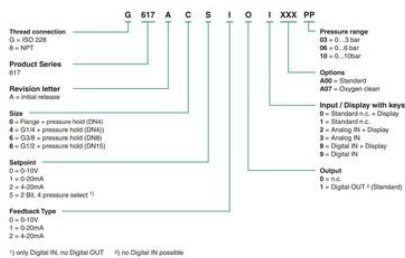 G 617 A C S I O I XXX PP
Thread connection
G = ISO 228
8 = NPT
Product Series
617
Revision letter
A = initial release
Size
0 = Flange + pressure hold (DN4)
4 = G1/4 + pressure hold (DN4))
6 = G3/8 + pressure hold (DN8)
8 = G1/2 + pressure hold (DN15)
Setpoint
0 = 0-10V
1 = 0-20mA
2 = 4-20mA
5 = 2 Bit, 4 pressure select ¹⁾
Feedback Type
0 = 0-10V
1 = 0-20mA
2 = 4-20mA
Pressure range
03 = 0...3 bar
06 = 0...6 bar
10 = 0...10bar
Options
A00 = Standard
A07 = Oxygen clean
Input / Display with keys
0 = Standard n.c. + Display
1 = Standard n.c.
2 = Analog IN + Display
3 = Analog IN
8 = Digital IN + Display
9 = Digital IN
Output
0 = n.c.
1 = Digital OUT ²⁾ (Standard)
¹⁾ only Digital IN, no Digital OUT ²⁾ no Digital IN possible